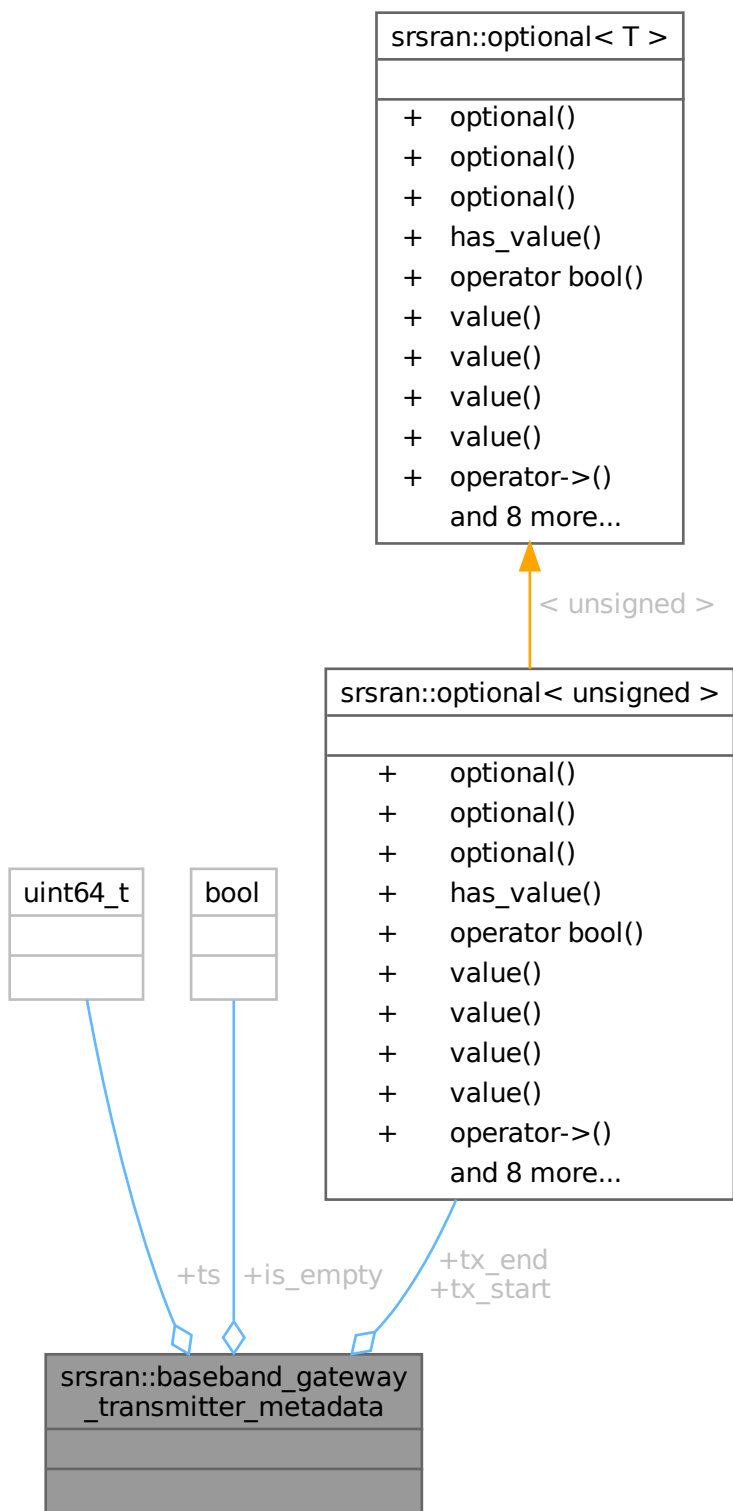 srsran::optional< T >
+ optional()
+ optional()
+ optional()
+ has_value()
+ operator bool()
+ value()
+ value()
+ value()
+ value()
+ operator->()
and 8 more...
< unsigned >
srsran::optional< unsigned >
+ optional()
+ optional()
+ optional()
+ has_value()
+ operator bool()
+ value()
+ value()
+ value()
+ value()
+ operator->()
and 8 more...
uint64_t
bool
+ts
+is_empty
+tx_end
+tx_start
srsran::baseband_gateway
_transmitter_metadata